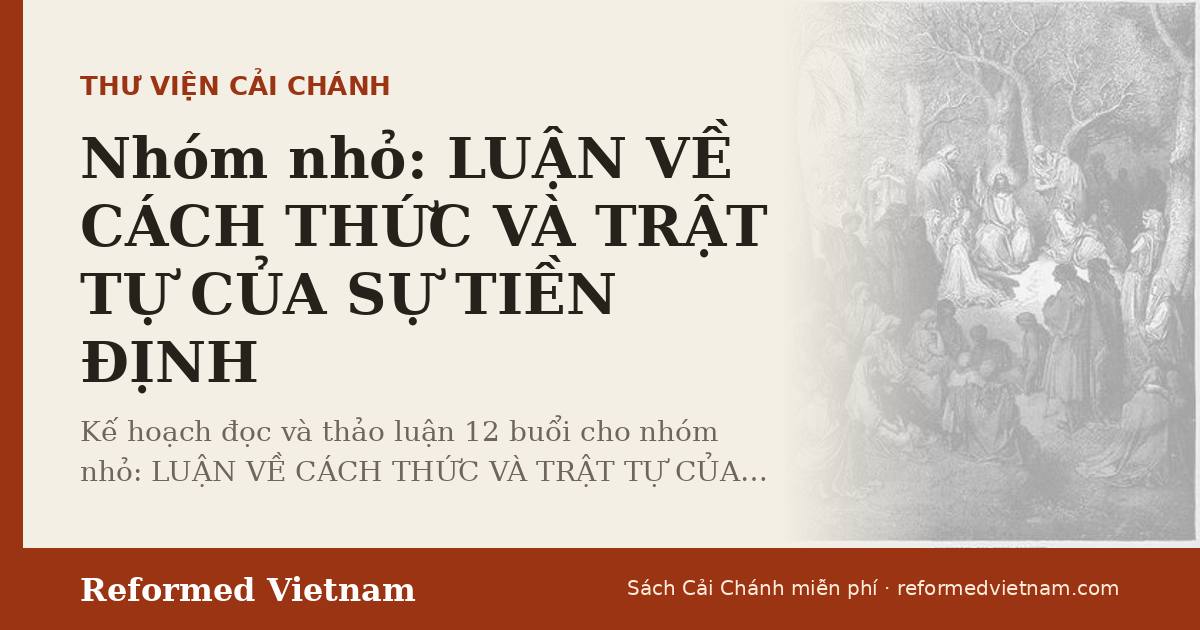 THƯ VIỆN CẢI CHÁNH
Nhóm nhỏ: LUẬN VỀ
CÁCH THỨC VÀ TRẬT
TỰ CỦA SỰ TIỀN
ĐỊNH
Kế hoạch đọc và thảo luận 12 buổi cho nhóm
nhỏ: LUẬN VỀ CÁCH THỨC VÀ TRẬT TỰ CỦA…
Reformed Vietnam
Sách Cải Chánh miễn phí · reformedvietnam.com